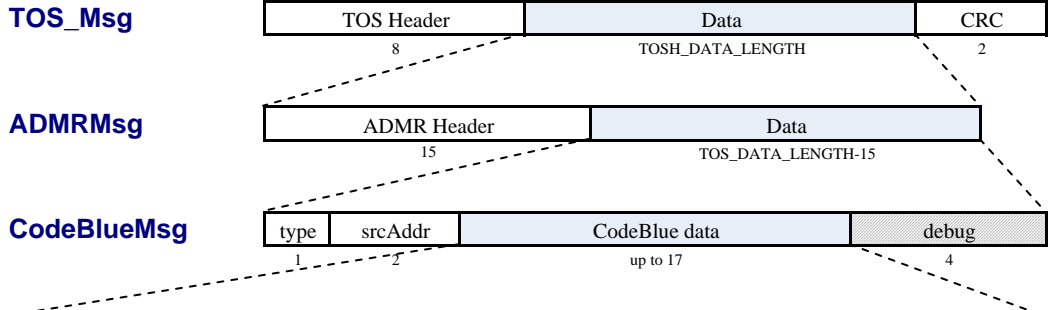 TOS_Msg
TOS Header Data CRC
8 TOSH_DATA_LENGTH 2
ADMRMsg
ADMR Header Data
15 TOS_DATA_LENGTH-15
CodeBlueMsg
type srcAddr CodeBlue data debug
1 2 up to 17 4